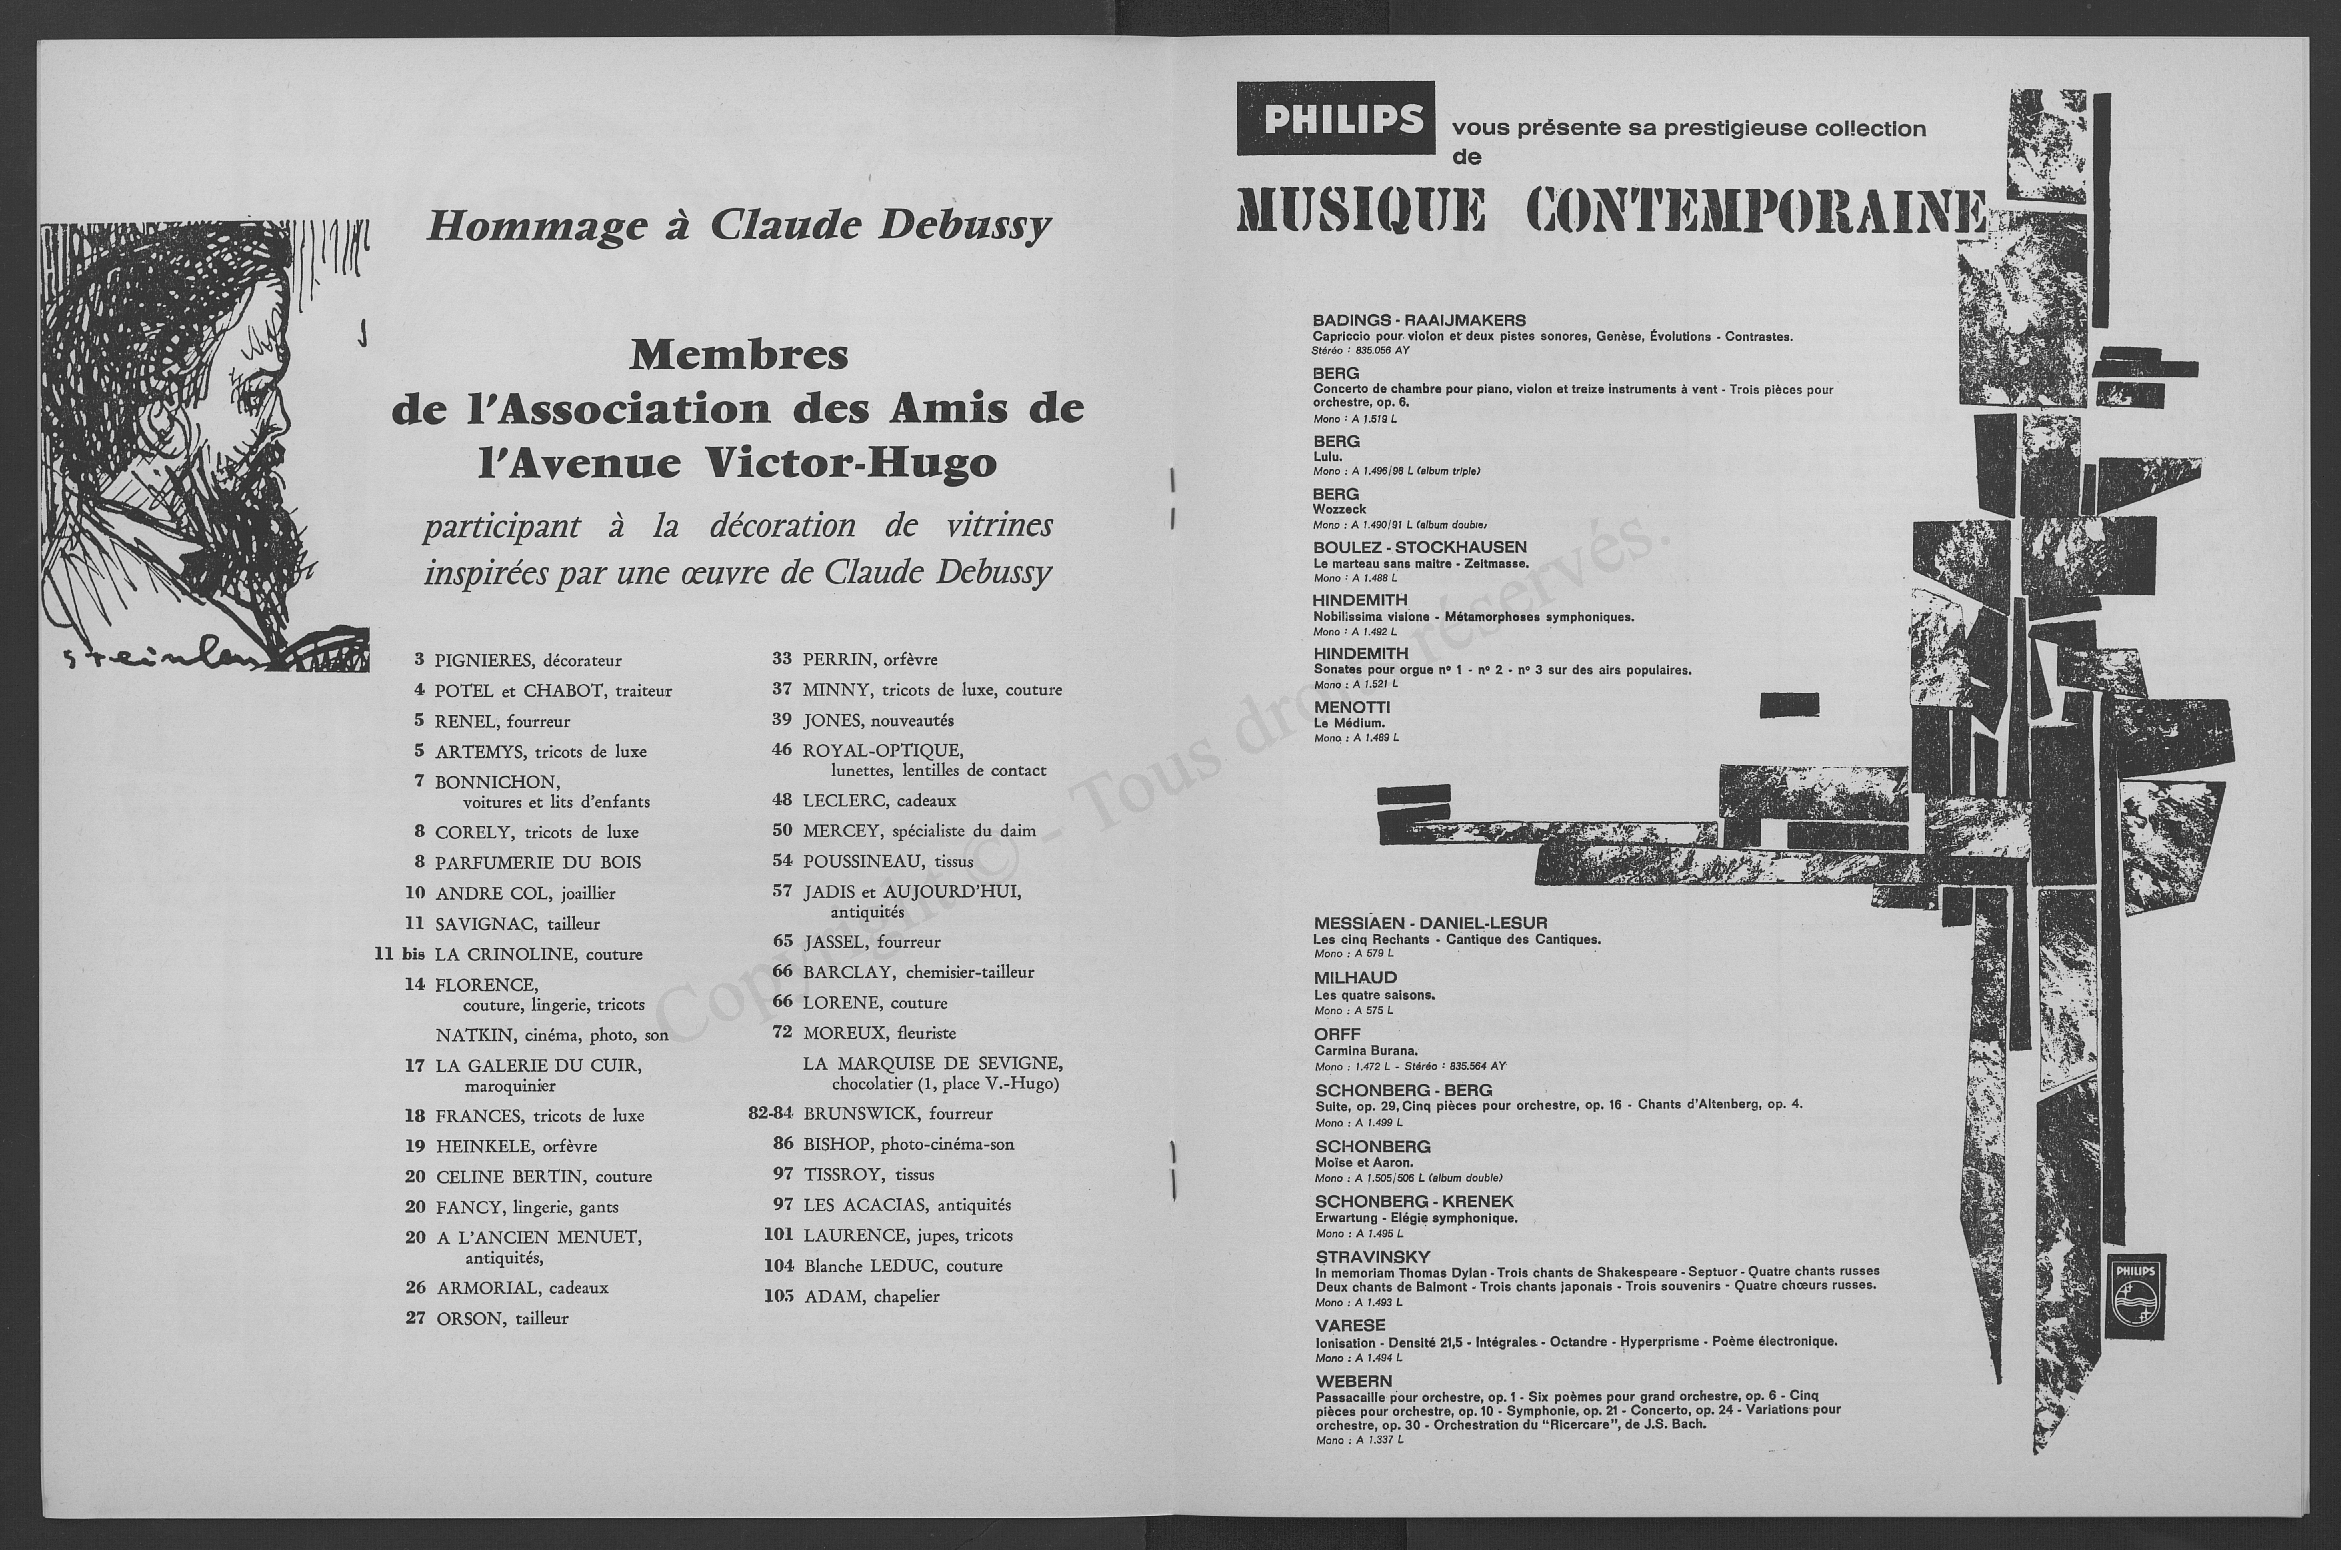 Hommage à Claude Debussy
Membres
de l'Association des Amis de
l'Avenue Victor-Hugo
participant à la décoration de vitrines
inspirées par une œuvre de Claude Debussy
steinlen
3 PIGNIERES, décorateur
4 POTEL et CHABOT, traiteur
5 RENEL, fourreur
5 ARTEMYS, tricots de luxe
7 BONNICHON,
voitures et lits d'enfants
8 CORELY, tricots de luxe
8 PARFUMERIE DU BOIS
10 ANDRE COL, joaillier
11 SAVIGNAC, tailleur
11 bis LA CRINOLINE, couture
14 FLORENCE,
couture, lingerie, tricots
NATKIN, cinéma, photo, son
17 LA GALERIE DU CUIR,
maroquinier
18 FRANCES, tricots de luxe
19 HEINKELE, orfèvre
20 CELINE BERTIN, couture
20 FANCY, lingerie, gants
20 A L'ANCIEN MENUET,
antiquités,
26 ARMORIAL, cadeaux
27 ORSON, tailleur
33 PERRIN, orfèvre
37 MINNY, tricots de luxe, couture
39 JONES, nouveautés
46 ROYAL-OPTIQUE,
lunettes, lentilles de contact
48 LECLERC, cadeaux
50 MERCEY, spécialiste du daim
54 POUSSINEAU, tissus
57 JADIS et AUJOURD'HUI,
antiquités
65 JASSEL, fourreur
66 BARCLAY, chemisier-tailleur
66 LORENE, couture
72 MOREUX, fleuriste
LA MARQUISE DE SEVIGNE,
chocolatier (1, place V.-Hugo)
82-84 BRUNSWICK, fourreur
86 BISHOP, photo-cinéma-son
97 TISSROY, tissus
97 LES ACACIAS, antiquités
101 LAURENCE, jupes, tricots
104 Blanche LEDUC, couture
105 ADAM, chapelier
Copyright © - Tous droits réservés.
PHILIPS vous présente sa prestigieuse collection
de
MUSIQUE CONTEMPORAINE
BADINGS - RAAIJMAKERS
Capriccio pour violon et deux pistes sonores, Genèse, Évolutions - Contrastes.
Stéréo : 835.056 AY
BERG
Concerto de chambre pour piano, violon et treize instruments à vent - Trois pièces pour
orchestre, op. 6.
Mono : A 1.519 L
BERG
Lulu.
Mono : A 1.496/98 L (album triple)
BERG
Wozzeck
Mono : A 1.490/91 L (album double)
BOULEZ - STOCKHAUSEN
Le marteau sans maître - Zeitmasse.
Mono : A 1.488 L
HINDEMITH
Nobilissima visione - Métamorphoses symphoniques.
Mono : A 1.492 L
HINDEMITH
Sonates pour orgue nº 1 - nº 2 - nº 3 sur des airs populaires.
Mono : A 1.521 L
MENOTTI
Le Médium.
Mono : A 1.489 L
MESSIAEN - DANIEL-LESUR
Les cinq Rechants - Cantique des Cantiques.
Mono : A 579 L
MILHAUD
Les quatre saisons.
Mono : A 575 L
ORFF
Carmina Burana.
Mono : 1.472 L - Stéréo : 835.564 AY
SCHONBERG - BERG
Suite, op. 29, Cinq pièces pour orchestre, op. 16 - Chants d'Altenberg, op. 4.
Mono : A 1.499 L
SCHONBERG
Moïse et Aaron.
Mono : A 1.505/506 L (album double)
SCHONBERG - KRENEK
Erwartung - Elégie symphonique.
Mono : A 1.495 L
STRAVINSKY
In memoriam Thomas Dylan - Trois chants de Shakespeare - Septuor - Quatre chants russes
Deux chants de Balmont - Trois chants japonais - Trois souvenirs - Quatre chœurs russes.
Mono : A 1.493 L
VARESE
Ionisation - Densité 21,5 - Intégrales - Octandre - Hyperprisme - Poème électronique.
Mono : A 1.494 L
WEBERN
Passacaille pour orchestre, op. 1 - Six poèmes pour grand orchestre, op. 6 - Cinq
pièces pour orchestre, op. 10 - Symphonie, op. 21 - Concerto, op. 24 - Variations pour
orchestre, op. 30 - Orchestration du "Ricercare", de J.S. Bach.
Mono : A 1.337 L
PHILIPS